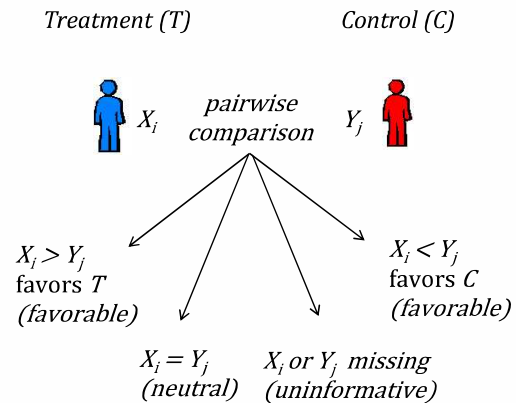 Treatment (T)
Control (C)
Xᵢ
pairwise
comparison
Yⱼ
Xᵢ > Yⱼ
favors T
(favorable)
Xᵢ < Yⱼ
favors C
(favorable)
Xᵢ = Yⱼ
(neutral)
Xᵢ or Yⱼ missing
(uninformative)